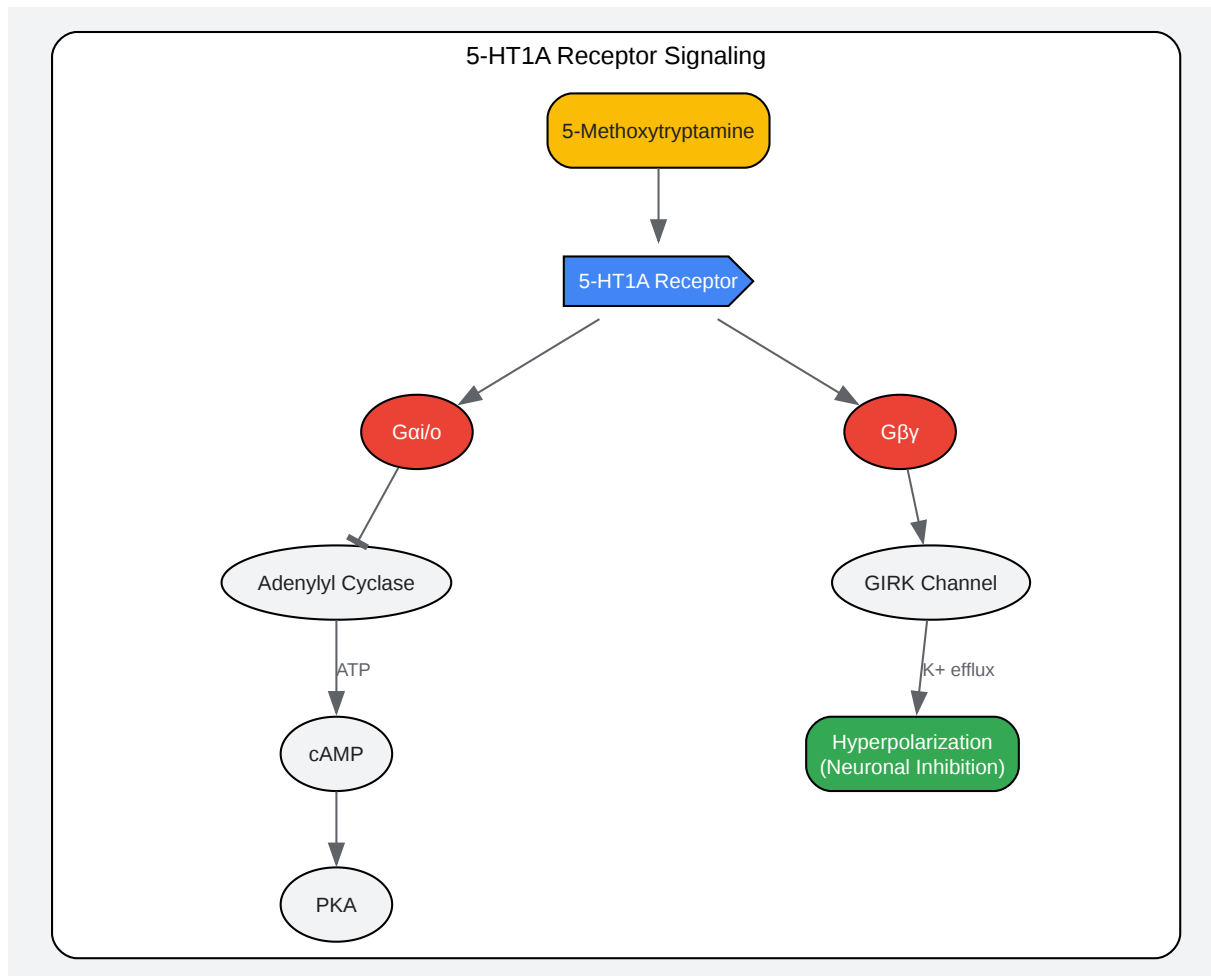 5-HT1A Receptor Signaling
5-Methoxytryptamine
5-HT1A Receptor
Gαi/o
Gβγ
Adenylyl Cyclase
GIRK Channel
ATP
K+ efflux
cAMP
Hyperpolarization
(Neuronal Inhibition)
PKA